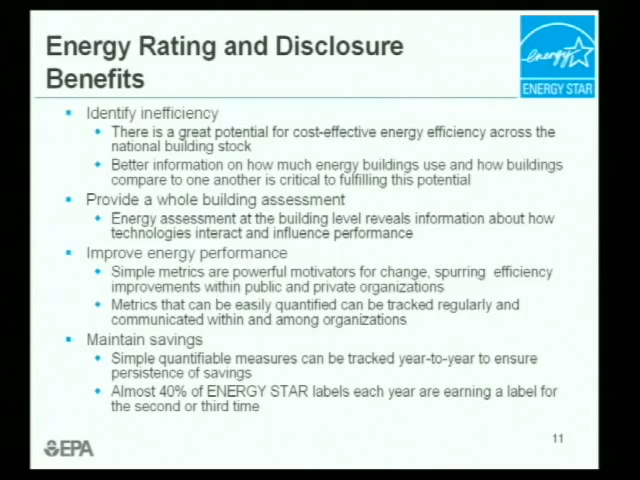 Energy Rating and Disclosure
Benefits
energy
ENERGY STAR
Identify inefficiency
There is a great potential for cost-effective energy efficiency across the
national building stock
Better information on how much energy buildings use and how buildings
compare to one another is critical to fulfilling this potential
Provide a whole building assessment
Energy assessment at the building level reveals information about how
technologies interact and influence performance
Improve energy performance
Simple metrics are powerful motivators for change, spurring efficiency
improvements within public and private organizations
Metrics that can be easily quantified can be tracked regularly and
communicated within and among organizations
Maintain savings
Simple quantifiable measures can be tracked year-to-year to ensure
persistence of savings
Almost 40% of ENERGY STAR labels each year are earning a label for
the second or third time
11
EPA